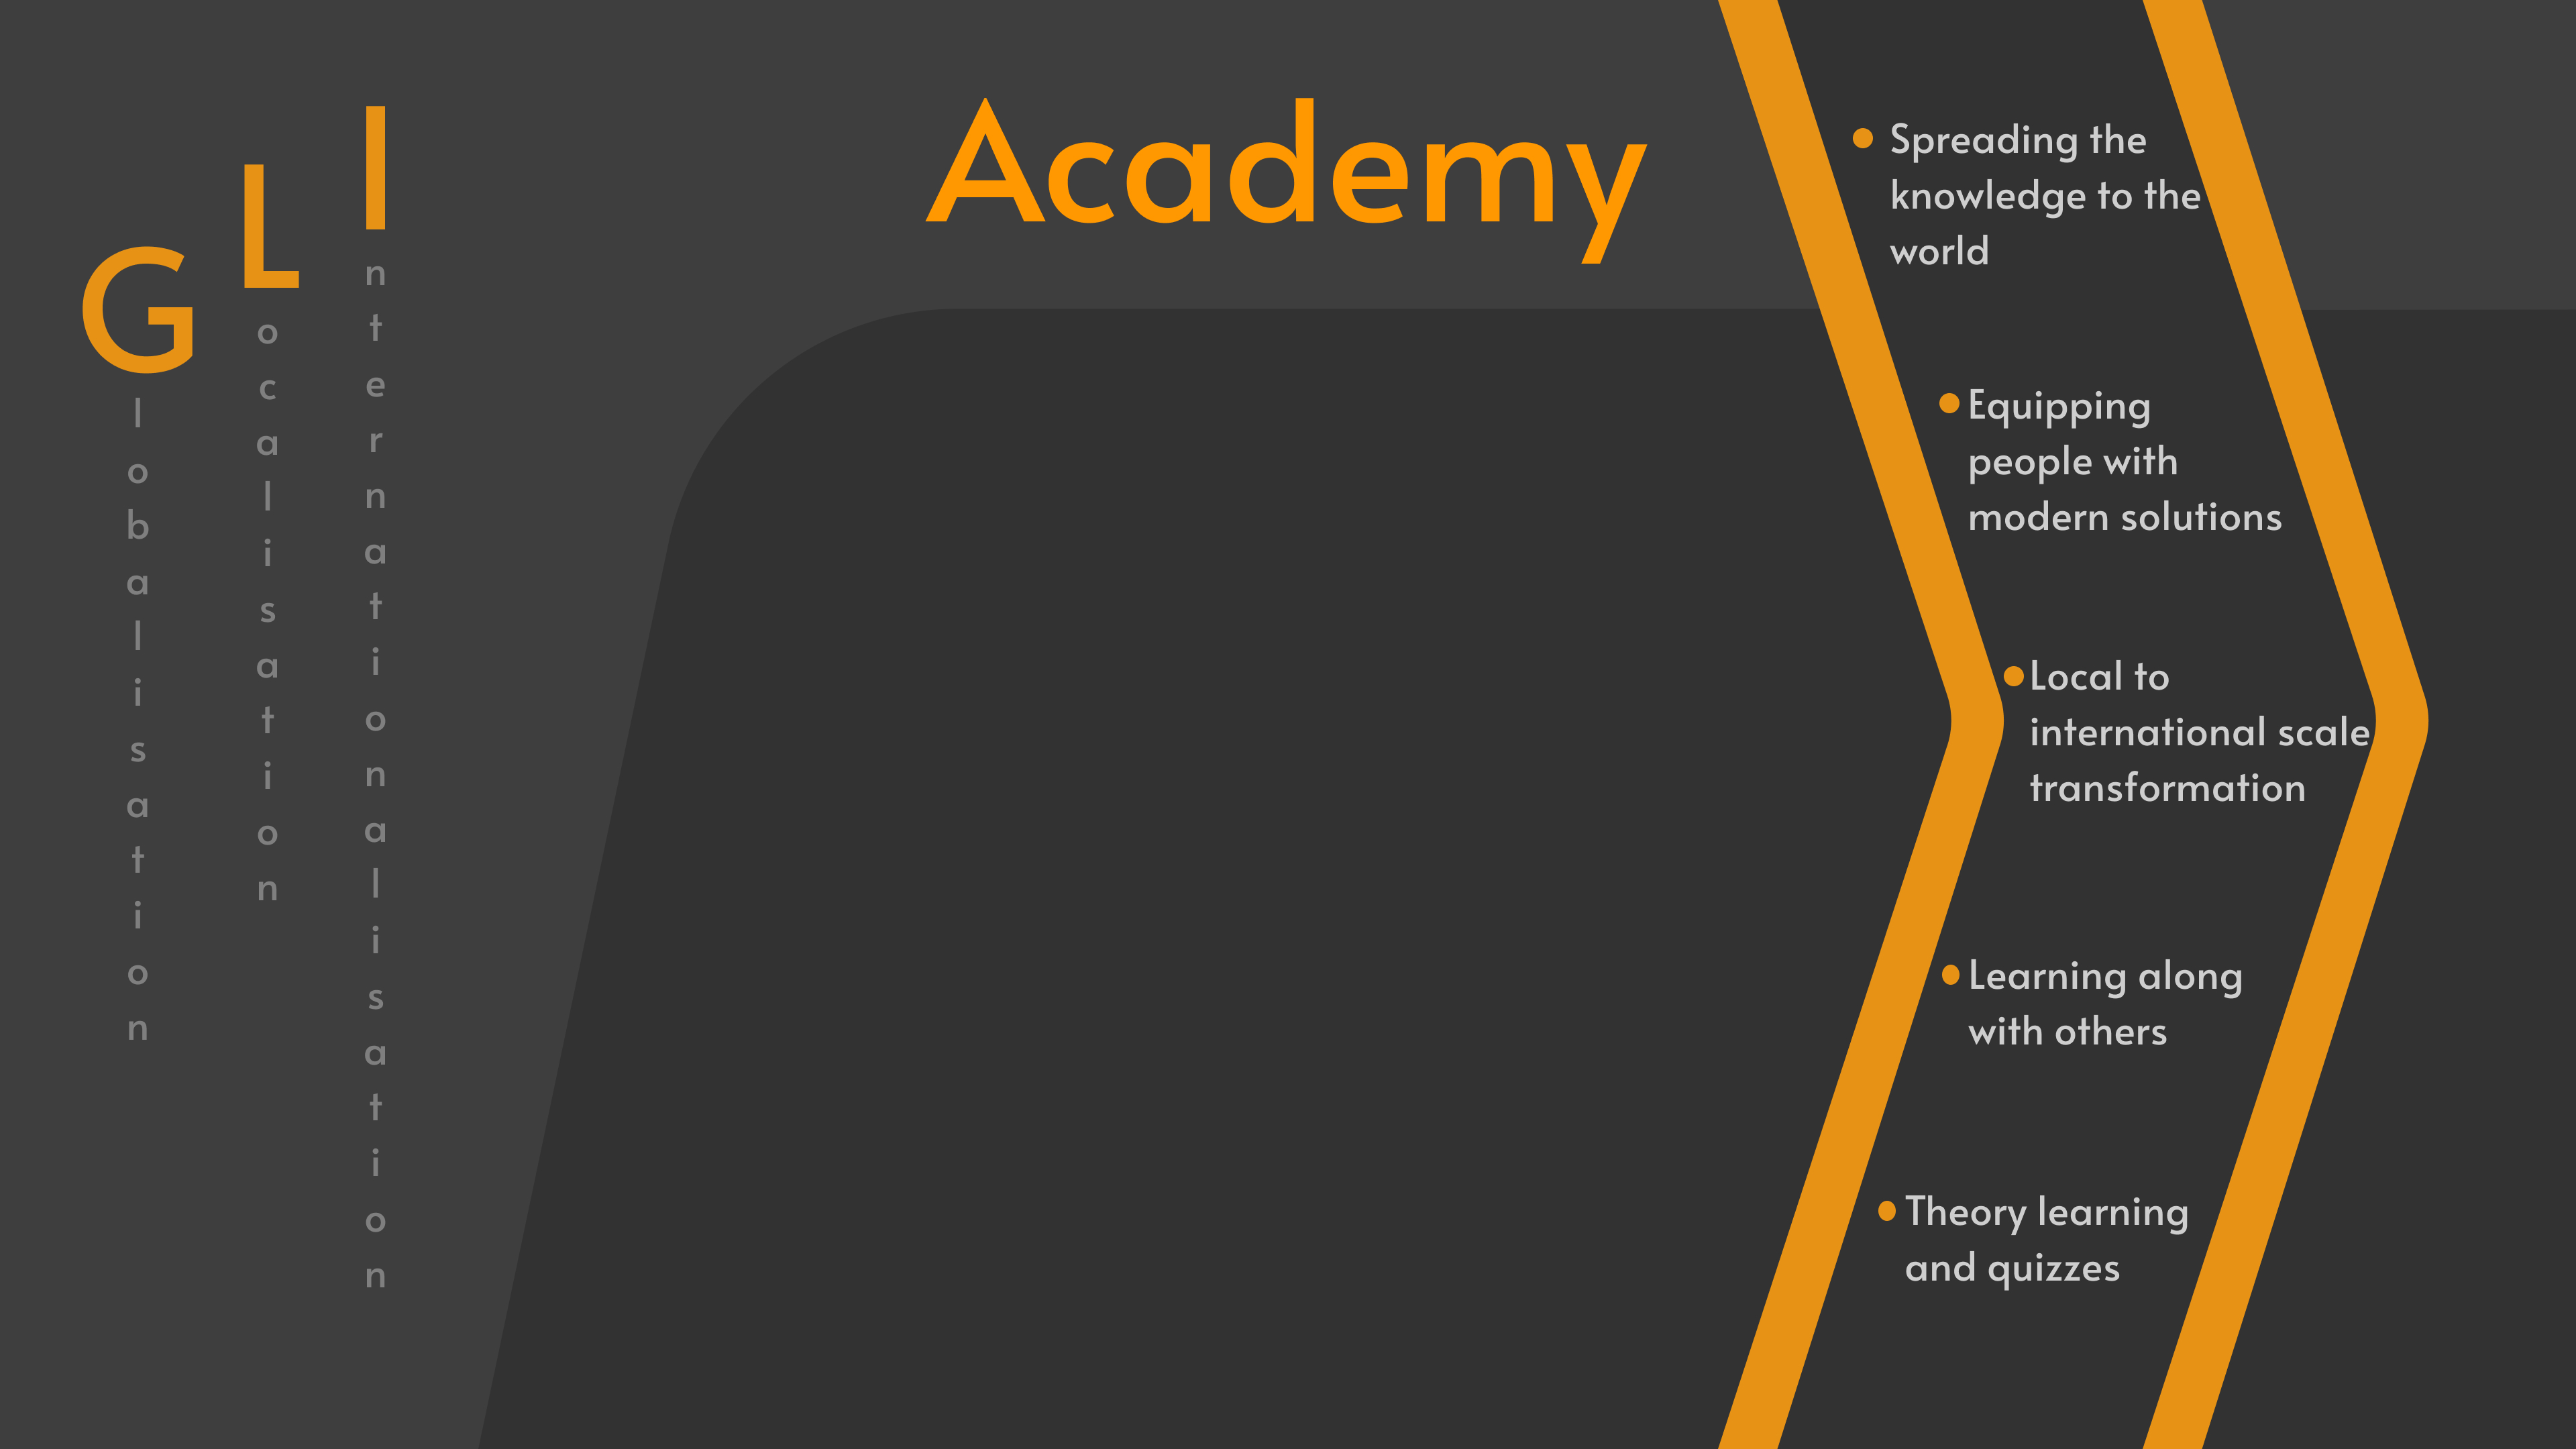 Globalisation
Localisation
Internationalisation
Academy
Spreading the
knowledge to the
world
Equipping
people with
modern solutions
Local to
international scale
transformation
Learning along
with others
Theory learning
and quizzes